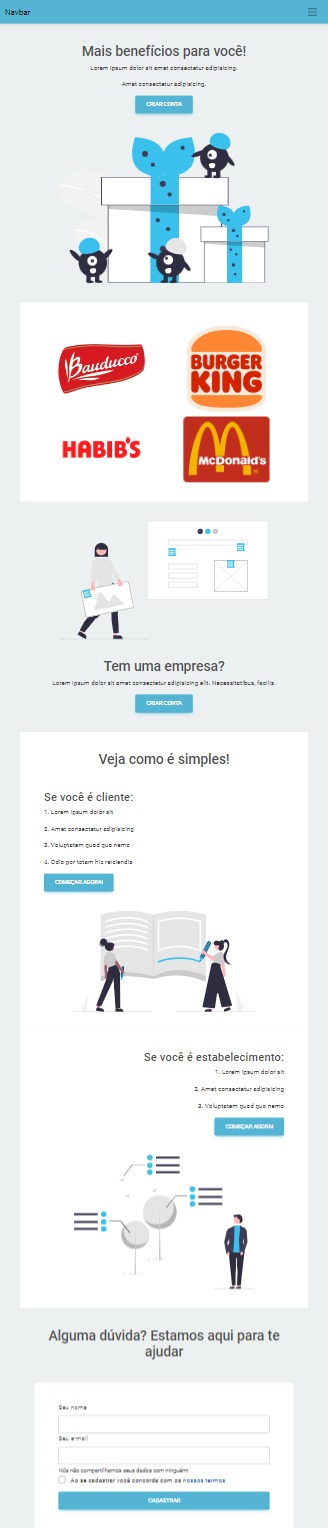 Navbar
Mais benefícios para você!
Lorem ipsum dolor sit amet consectetur adipisicing.
Amet consectetur adipisicing.
CRIAR CONTA
Bauducco
BURGER
KING
HABIB'S
McDonald's
Tem uma empresa?
Lorem ipsum dolor sit amet consectetur adipisicing elit. Necessitatibus, facilis.
CRIAR CONTA
Veja como é simples!
Se você é cliente:
1. Lorem ipsum dolor sit
2. Amet consectetur adipisicing
3. Voluptatem quod quo nemo
4. Odio por totam hic reiciendis
COMEÇAR AGORA!
Se você é estabelecimento:
1. Lorem ipsum dolor sit
2. Amet consectetur adipisicing
3. Voluptatem quod quo nemo
COMEÇAR AGORA!
Alguma dúvida? Estamos aqui para te
ajudar
Seu nome
Seu e-mail
Nós não compartilhamos seus dados com ninguém!
Ao se cadastrar você concorda com os nossos termos
CADASTRAR